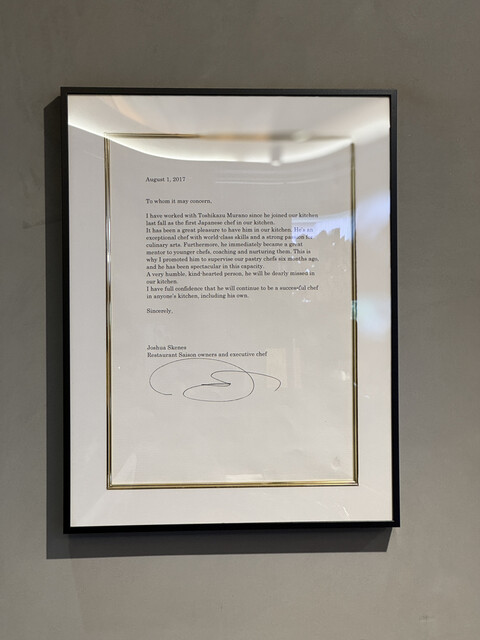 August 1, 2017
To whom it may concern,
I have worked with Toshikazu Murano since he joined our kitchen
last fall as the first Japanese chef in our kitchen.
It has been a great pleasure to have him in our kitchen. He's an
exceptional chef with world-class skills and a strong passion for
culinary arts. Furthermore, he immediately became a great
mentor to younger chefs, coaching and nurturing them. This is
why I promoted him to supervise our pastry chefs six months ago,
and he has been spectacular in this capacity.
A very humble, kind-hearted person, he will be dearly missed in
our kitchen.
I have full confidence that he will continue to be a successful chef
in anyone's kitchen, including his own.
Sincerely,
Joshua Skenes
Restaurant Saison owners and executive chef